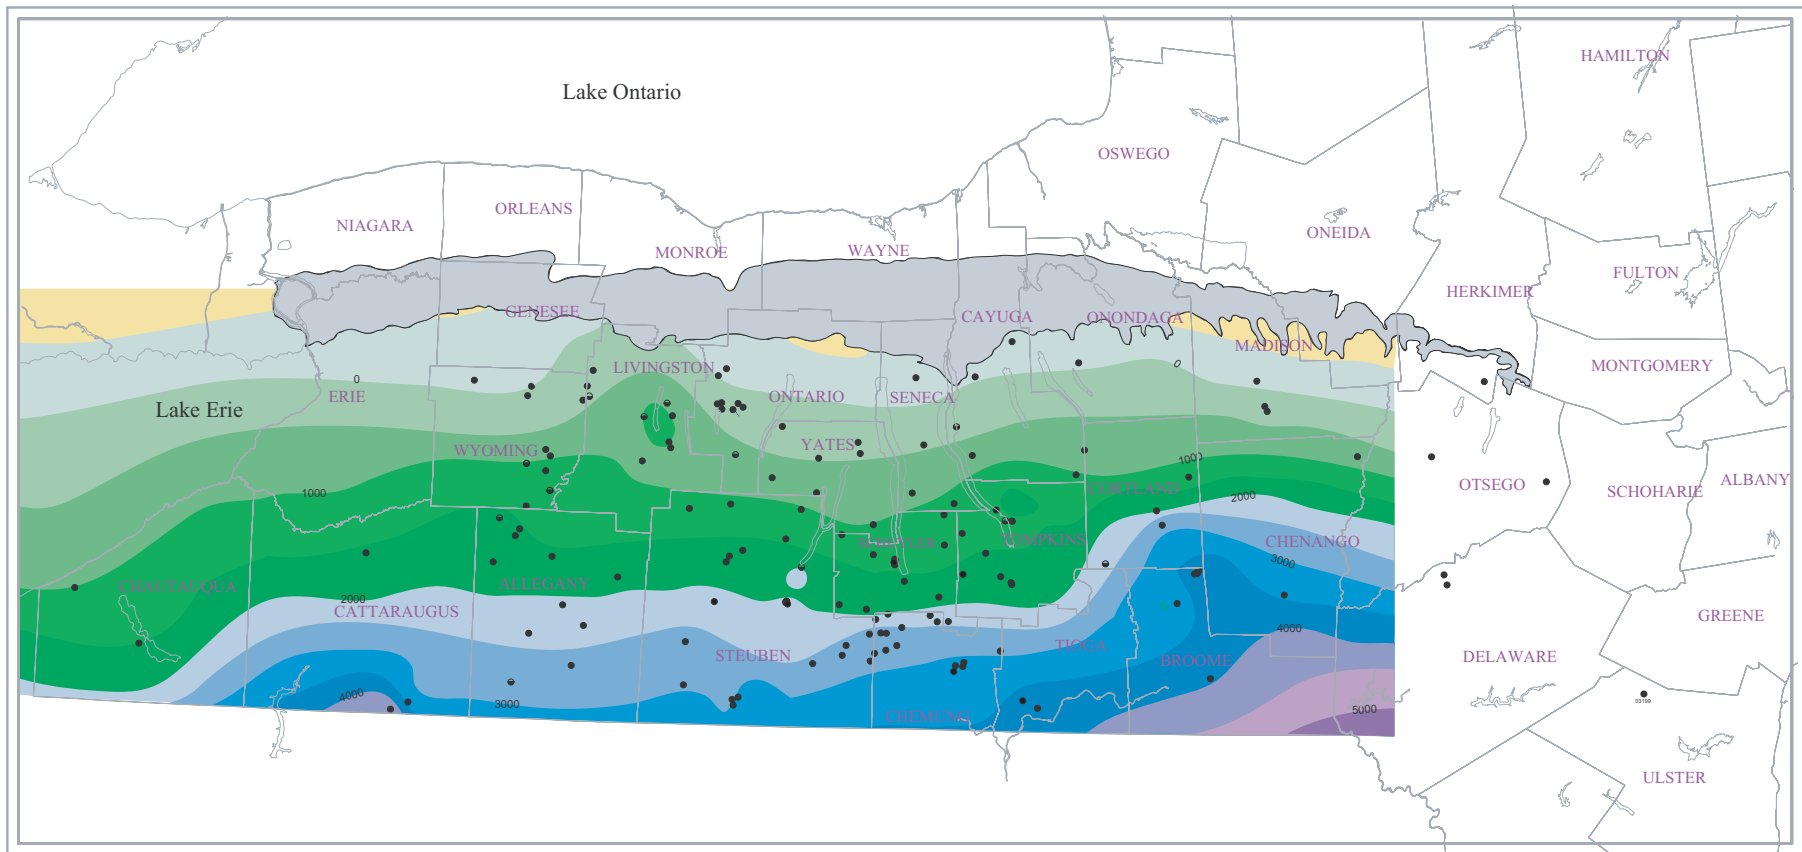 HAMILTON
Lake Ontario
OSWEGO
ORLEANS
NIAGARA
ONEIDA
MONROE
WAYNE
FULTON
HERKIMER
GENESEE
CAYUGA
ONONDAGA
MADISON
0
MONTGOMERY
LIVINGSTON
0
ERIE
ONTARIO
SENECA
Lake Erie
YATES
WYOMING
1000
ALBANY
OTSEGO
CORTLAND
SCHOHARIE
1000
2000
SCHUYLER
TOMPKINS
CHENANGO
3000
CHAUTAUQUA
ALLEGANY
2000
CATTARAUGUS
GREENE
4000
TIOGA
STEUBEN
BROOME
DELAWARE
4000
3000
03199
5000
CHEMUNG
ULSTER